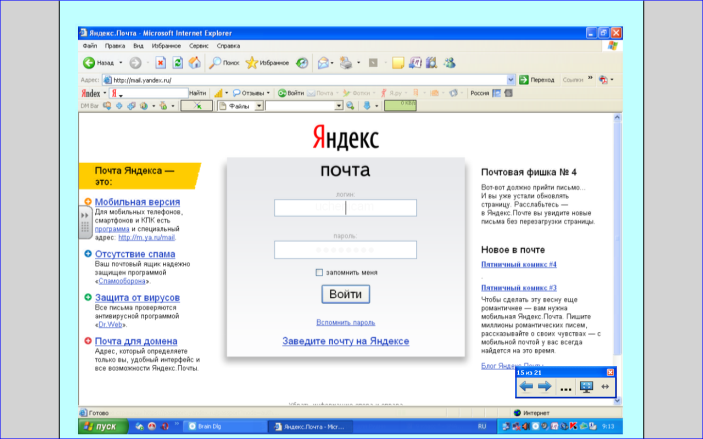 Яндекс.Почта - Microsoft Internet Explorer
Файл Правка Вид Избранное Сервис Справка
Назад Поиск Избранное
Адрес: http://mail.yandex.ru/ Переход Ссылки »
Яndex Я Найти Отзывы Войти Почта Фотки Я.ру Россия
DM Bar Файлы 0 KB/s
Яндекс
почта
логин
пароль
запомнить меня
Войти
Вспомнить пароль
Заведите почту на Яндексе
Почта Яндекса —
это:
Мобильная версия
Для мобильных телефонов,
смартфонов и КПК есть
программа и специальный
адрес: http://m.ya.ru/mail.
Отсутствие спама
Ваш почтовый ящик надежно
защищен программой
«Спамооборона».
Защита от вирусов
Все письма проверяются
антивирусной программой
«Dr.Web».
Почта для домена
Адрес, который определяете
только вы, удобный интерфейс и
все возможности Яндекс.Почты.
Почтовая фишка № 4
Вот-вот должно прийти письмо...
И вы уже устали обновлять
страницу. Расслабьтесь —
в Яндекс.Почте вы увидите новые
письма без перезагрузки страницы.
Новое в почте
Пятничный комикс #4
Пятничный комикс #3
Чтобы сделать эту весну еще
романтичнее — вам нужна
мобильная Яндекс.Почта. Пишите
миллионы романтических писем,
рассказывайте о своих чувствах — с
мобильной почтой у вас всегда
найдется на это время.
Блог Яндекс.Почты
15 из 21
Готово Интернет
пуск Brain Dlg Яндекс.Почта - Micr... RU 9:13